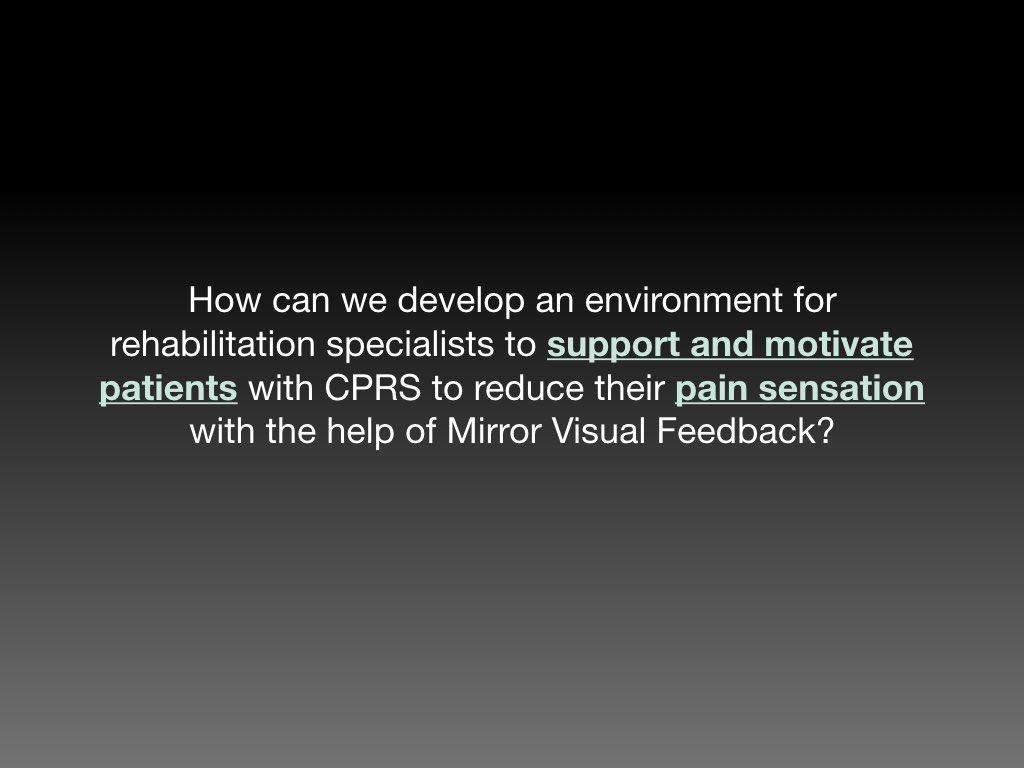 How can we develop an environment for
rehabilitation specialists to support and motivate
patients with CPRS to reduce their pain sensation
with the help of Mirror Visual Feedback?